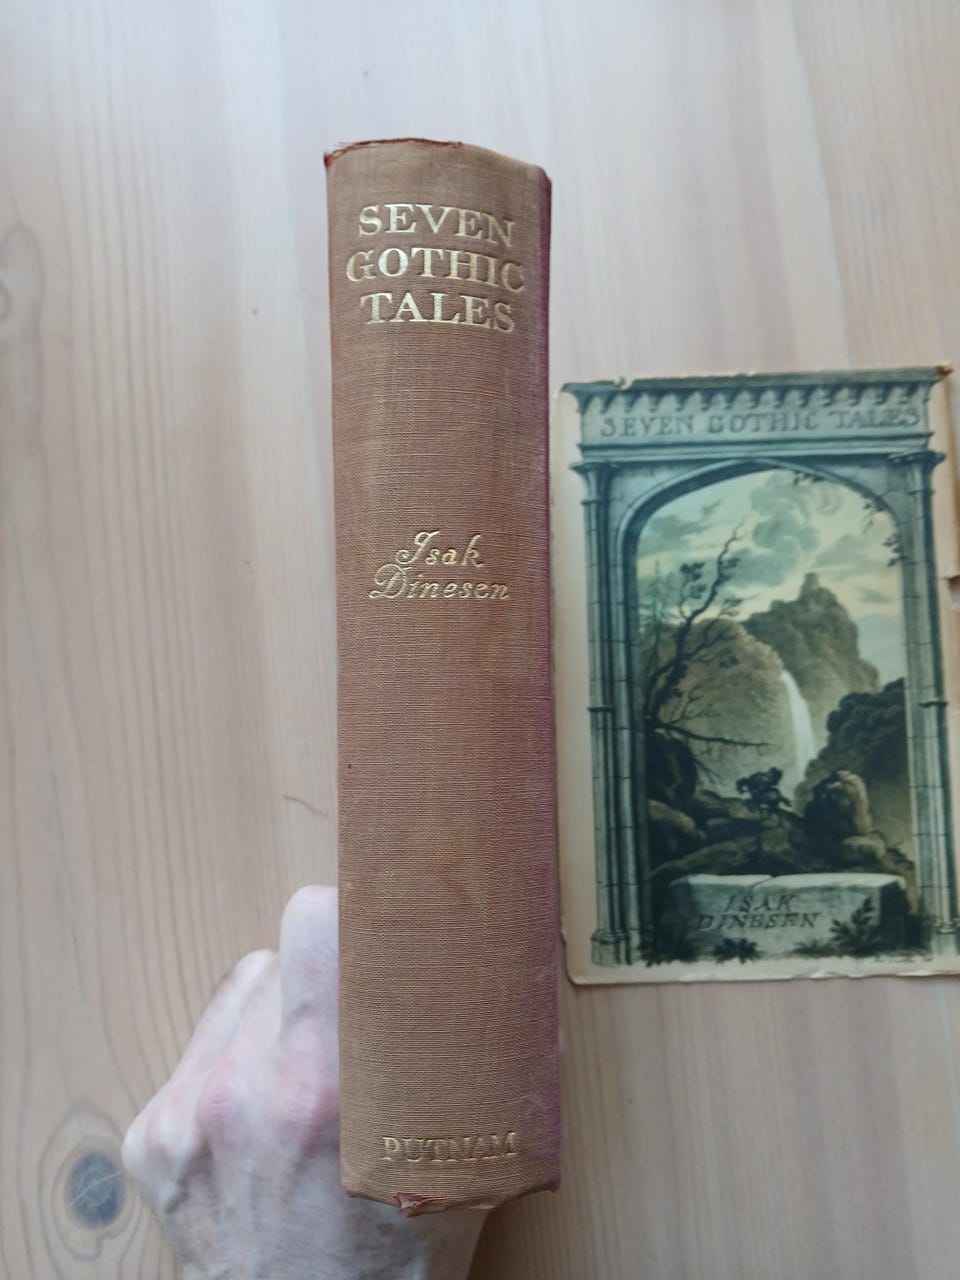 SEVEN
GOTHIC
TALES
Isak
Dinesen
PUTNAM
SEVEN GOTHIC TALES
ISAK
DINESEN